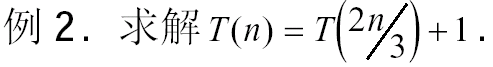 例 2. 求解 T(n) = T(2n/3) + 1 .